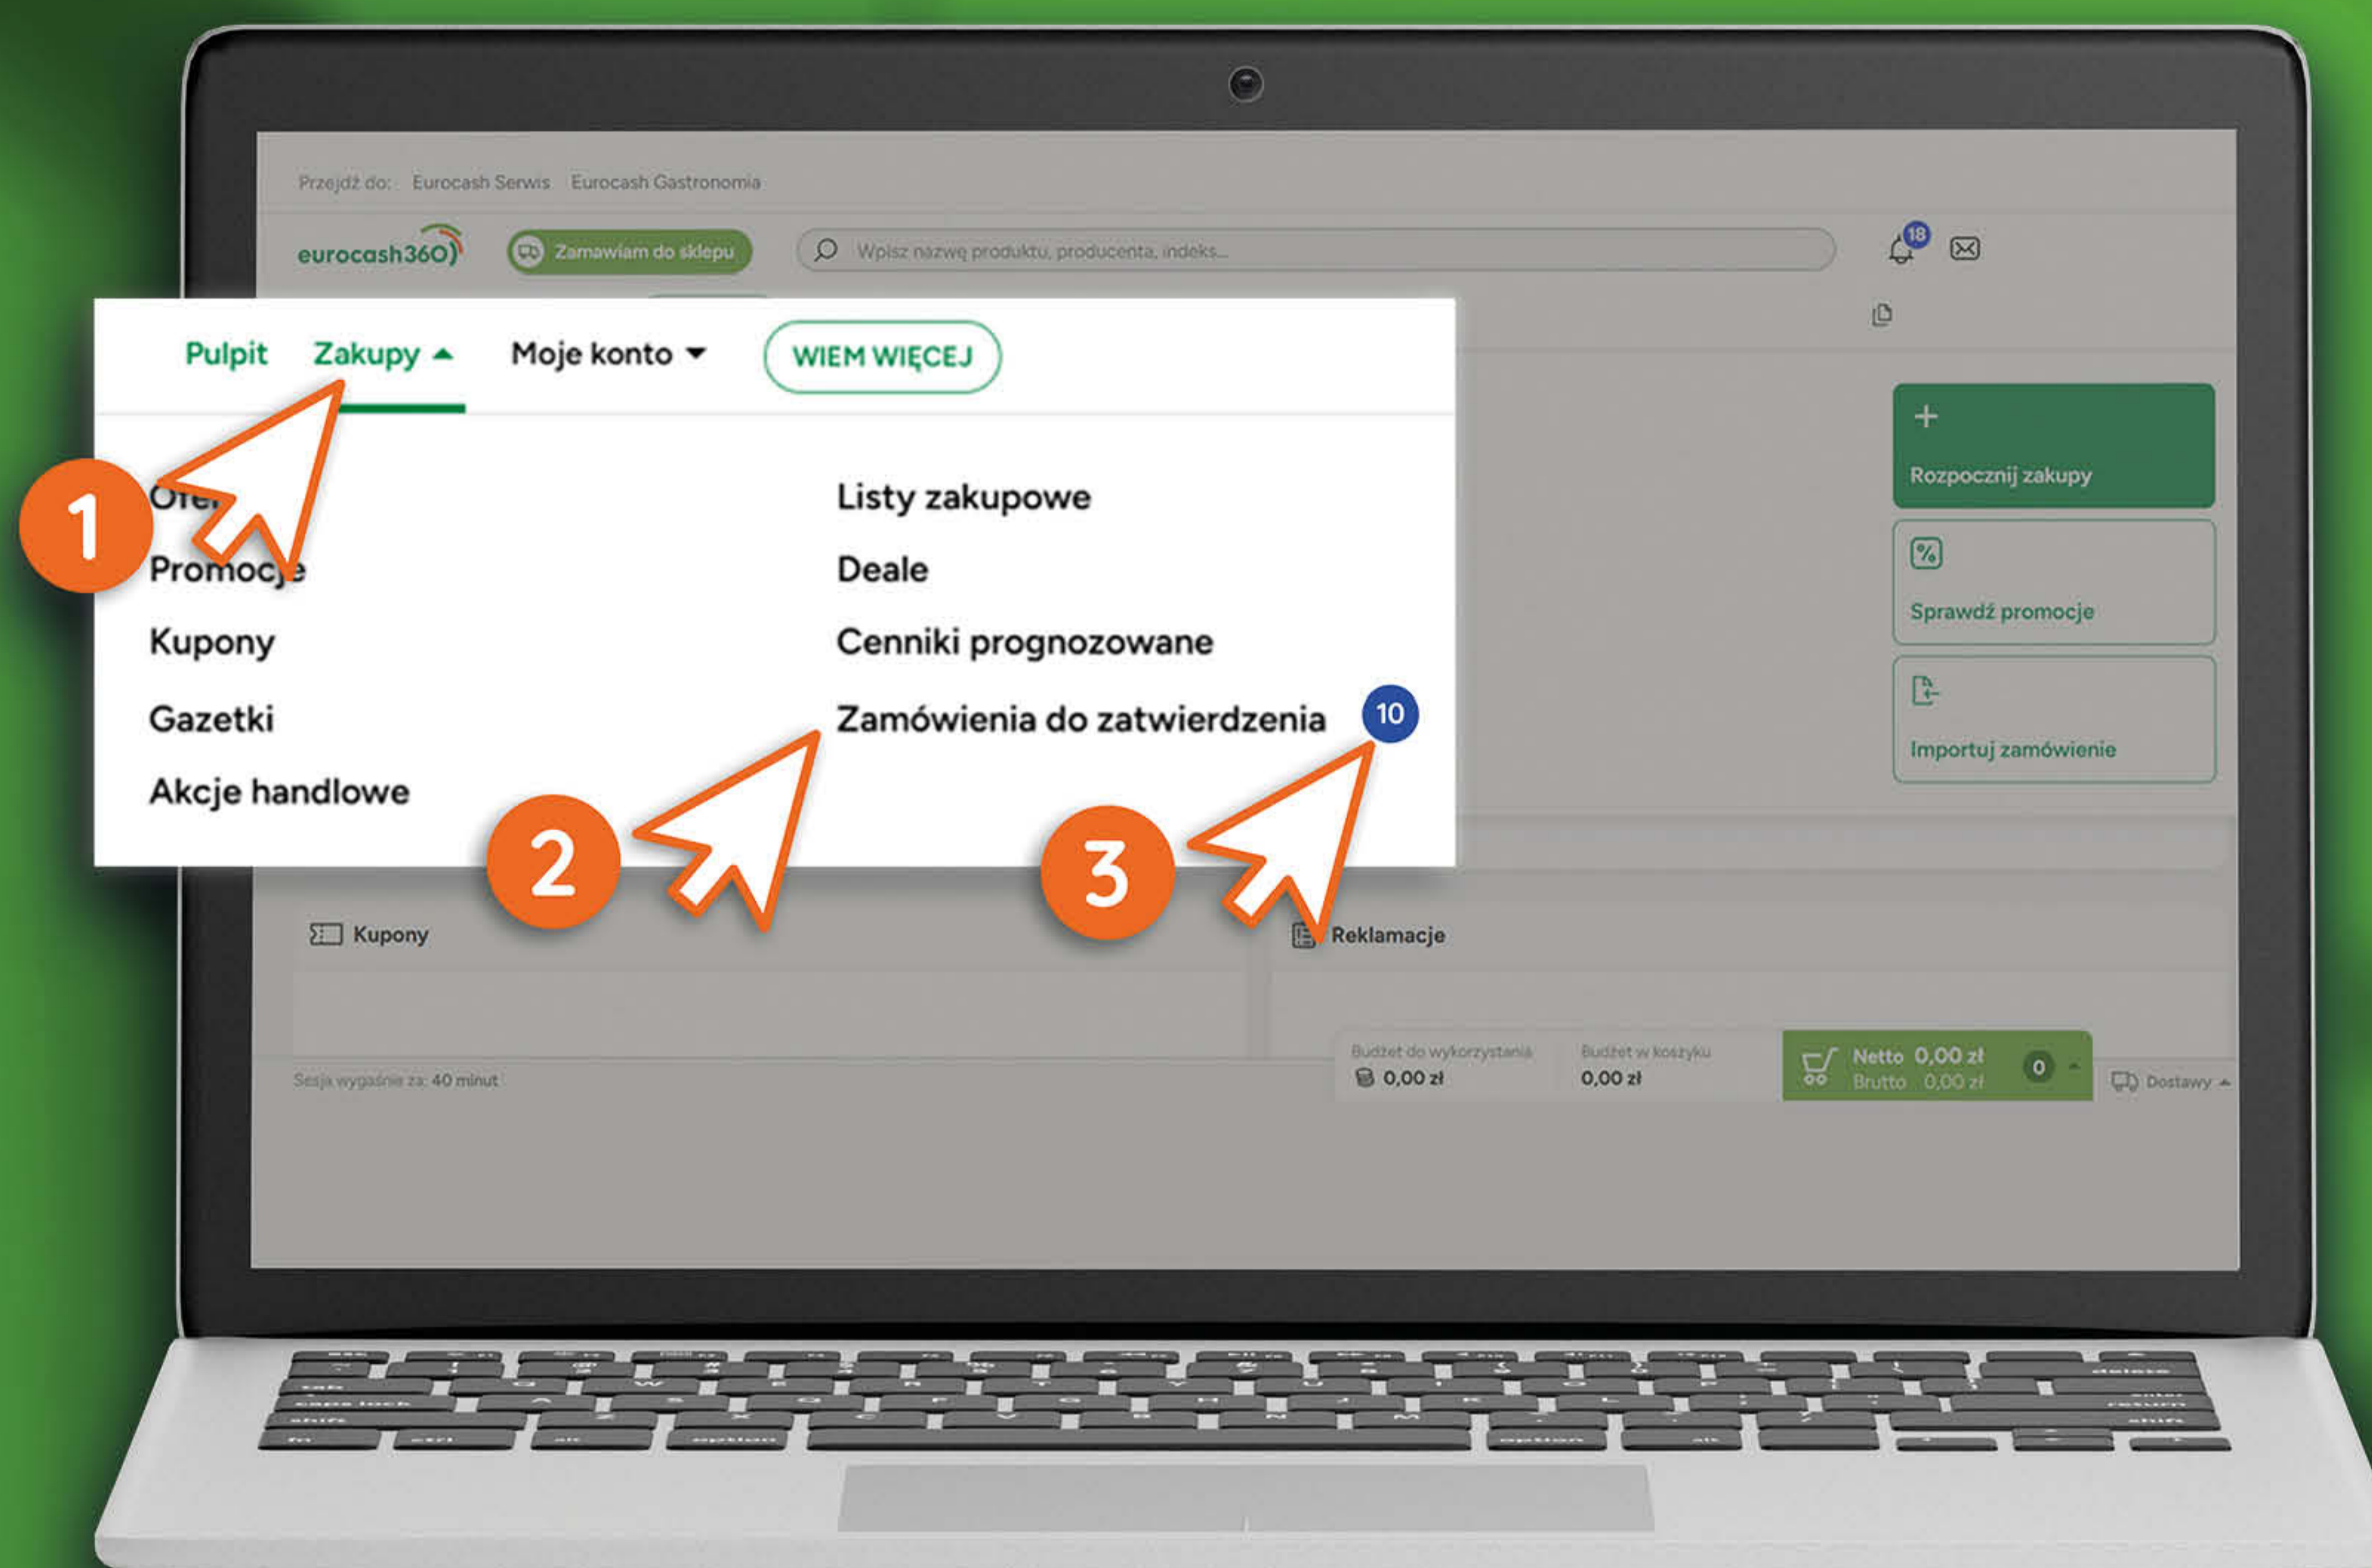 Przejdź do: Eurocash Serwis Eurocash Gastronomia
eurocash360
Zamawiam do sklepu
Wpisz nazwę produktu, producenta, indeks...
18
Pulpit Zakupy Moje konto WIEM WIĘCEJ
1
Promocje
Kupony
Gazetki
Akcje handlowe
Listy zakupowe
Deale
Cenniki prognozowane
Zamówienia do zatwierdzenia 10
2
3
Rozpocznij zakupy
Sprawdź promocje
Importuj zamówienie
Kupony
Reklamacje
Sesja wygaśnie za: 40 minut
Budżet do wykorzystania
0,00 zł
Budżet w koszyku
0,00 zł
Netto 0,00 zł
Brutto 0,00 zł
0
Dostawy